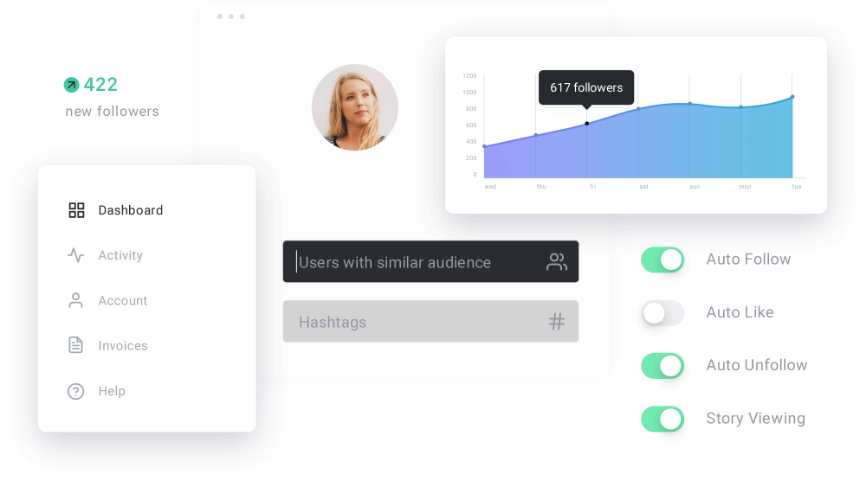 422
new followers
Dashboard
Activity
Account
Invoices
Help
Users with similar audience
Hashtags
#
617 followers
1200
1000
800
600
400
200
0
wed
thu
fri
sat
sun
mon
tue
Auto Follow
Auto Like
Auto Unfollow
Story Viewing